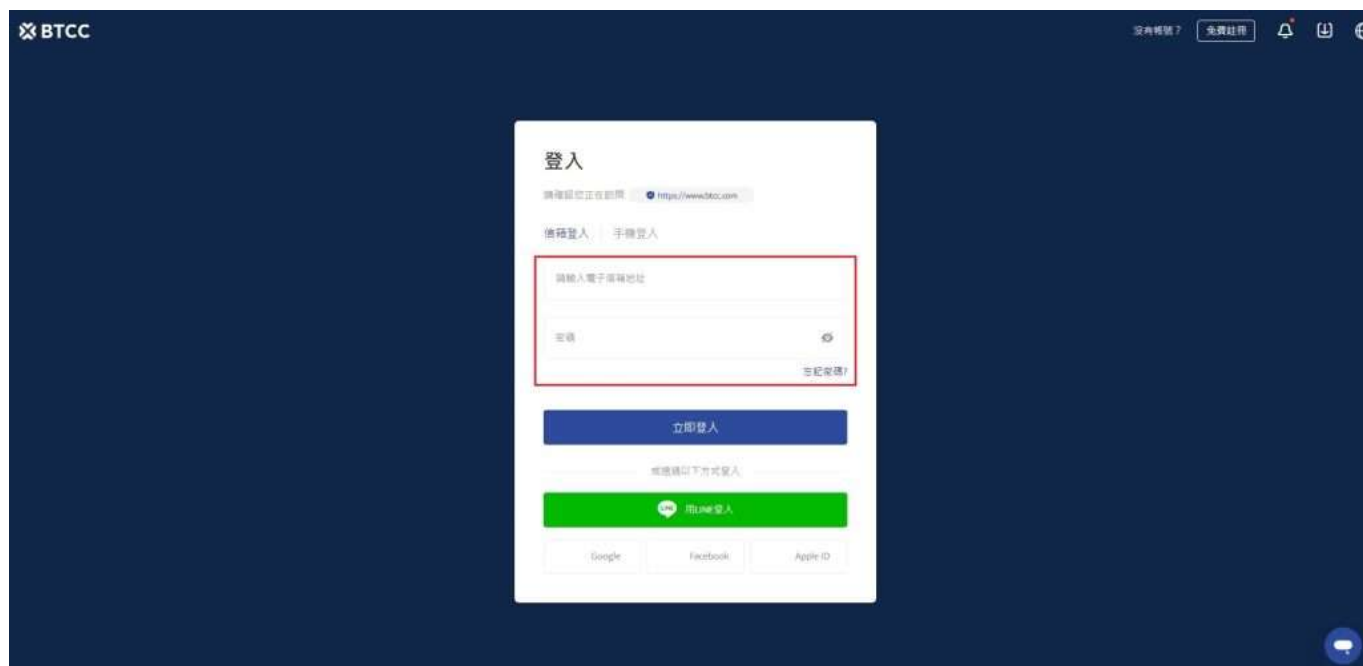 BTCC
沒有帳號？ 免費註冊
登入
請確認您正在訪問 https://www.btcc.com
信箱登入 手機登入
請輸入電子信箱地址
密碼
忘記密碼?
立即登入
或透過以下方式登入
LINE 用LINE登入
Google Facebook Apple ID